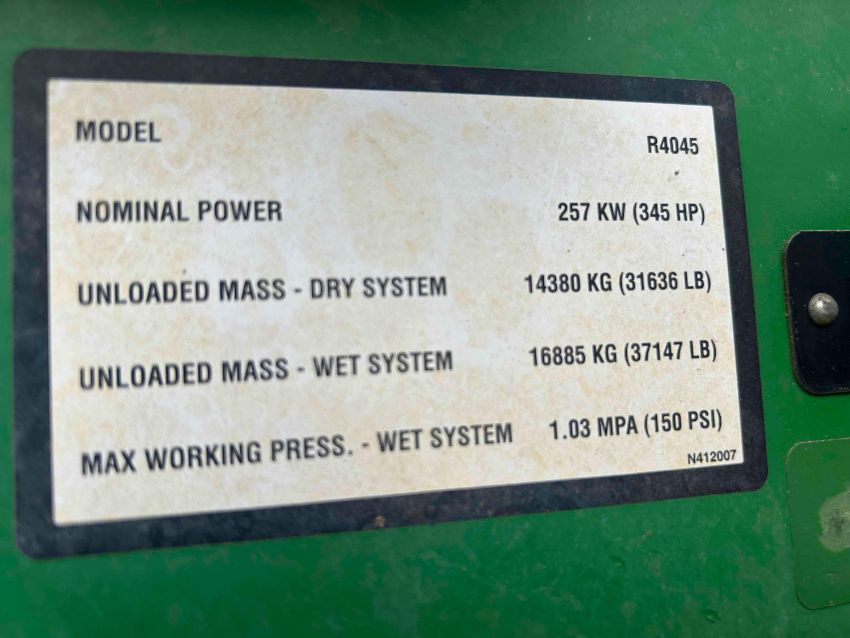 MODEL R4045
NOMINAL POWER 257 KW (345 HP)
UNLOADED MASS - DRY SYSTEM 14380 KG (31636 LB)
UNLOADED MASS - WET SYSTEM 16885 KG (37147 LB)
MAX WORKING PRESS. - WET SYSTEM 1.03 MPA (150 PSI)
N412007